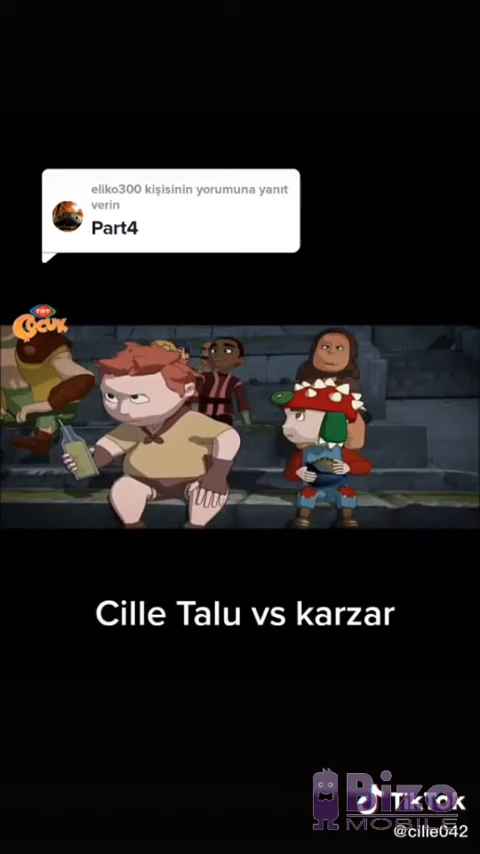 eliko300 kişisinin yorumuna yanıt
verin
Part4
TRT
ÇOCUK
Cille Talu vs karzar
Bizo
MOBILE
TikTok
@cille042